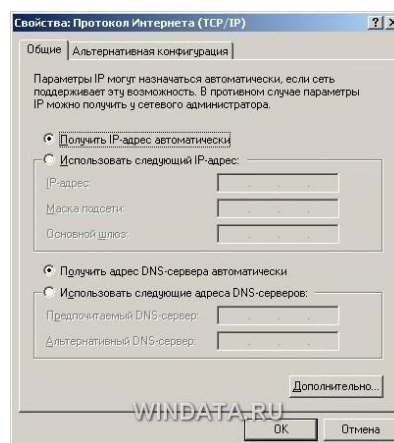 Свойства: Протокол Интернета (TCP/IP)
Общие
Альтернативная конфигурация
Параметры IP могут назначаться автоматически, если сеть
поддерживает эту возможность. В противном случае параметры
IP можно получить у сетевого администратора.
Получить IP-адрес автоматически
Использовать следующий IP-адрес:
IP-адрес:
Маска подсети:
Основной шлюз:
Получить адрес DNS-сервера автоматически
Использовать следующие адреса DNS-серверов:
Предпочитаемый DNS-сервер:
Альтернативный DNS-сервер:
Дополнительно...
WINDATA.RU
OK
Отмена